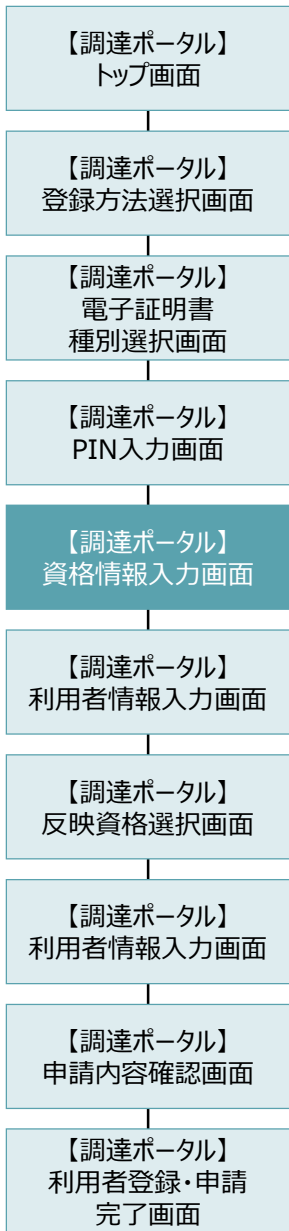 【調達ポータル】
トップ画面
【調達ポータル】
登録方法選択画面
【調達ポータル】
電子証明書
種別選択画面
【調達ポータル】
PIN入力画面
【調達ポータル】
資格情報入力画面
【調達ポータル】
利用者情報入力画面
【調達ポータル】
反映資格選択画面
【調達ポータル】
利用者情報入力画面
【調達ポータル】
申請内容確認画面
【調達ポータル】
利用者登録・申請
完了画面